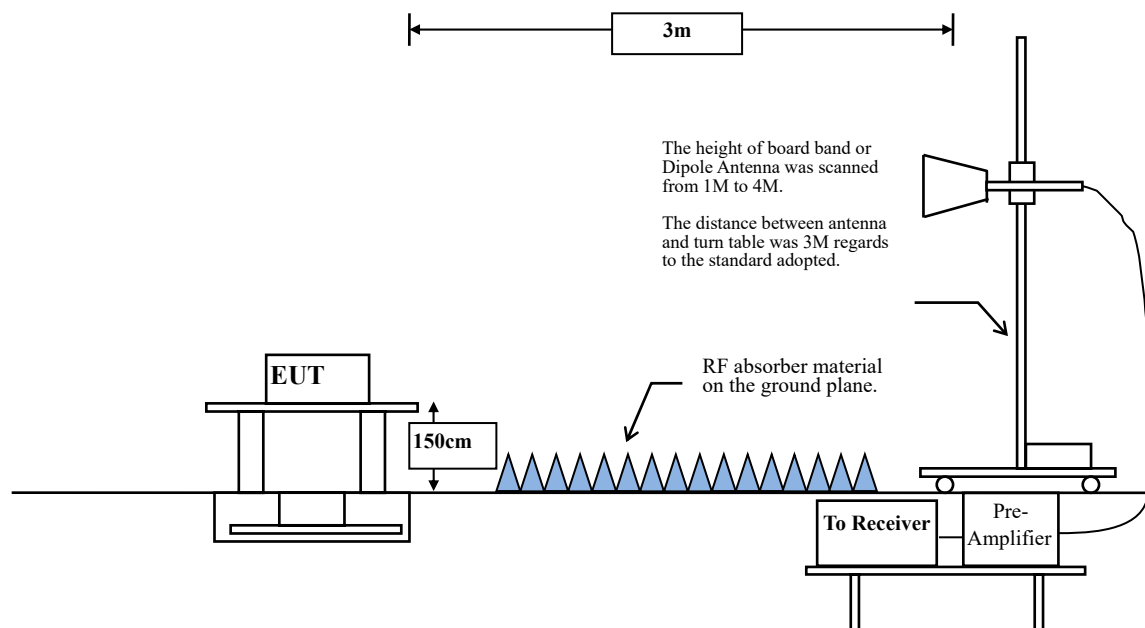 3m
The height of board band or
Dipole Antenna was scanned
from 1M to 4M.
The distance between antenna
and turn table was 3M regards
to the standard adopted.
RF absorber material
on the ground plane.
EUT
150cm
To Receiver
Pre-
Amplifier